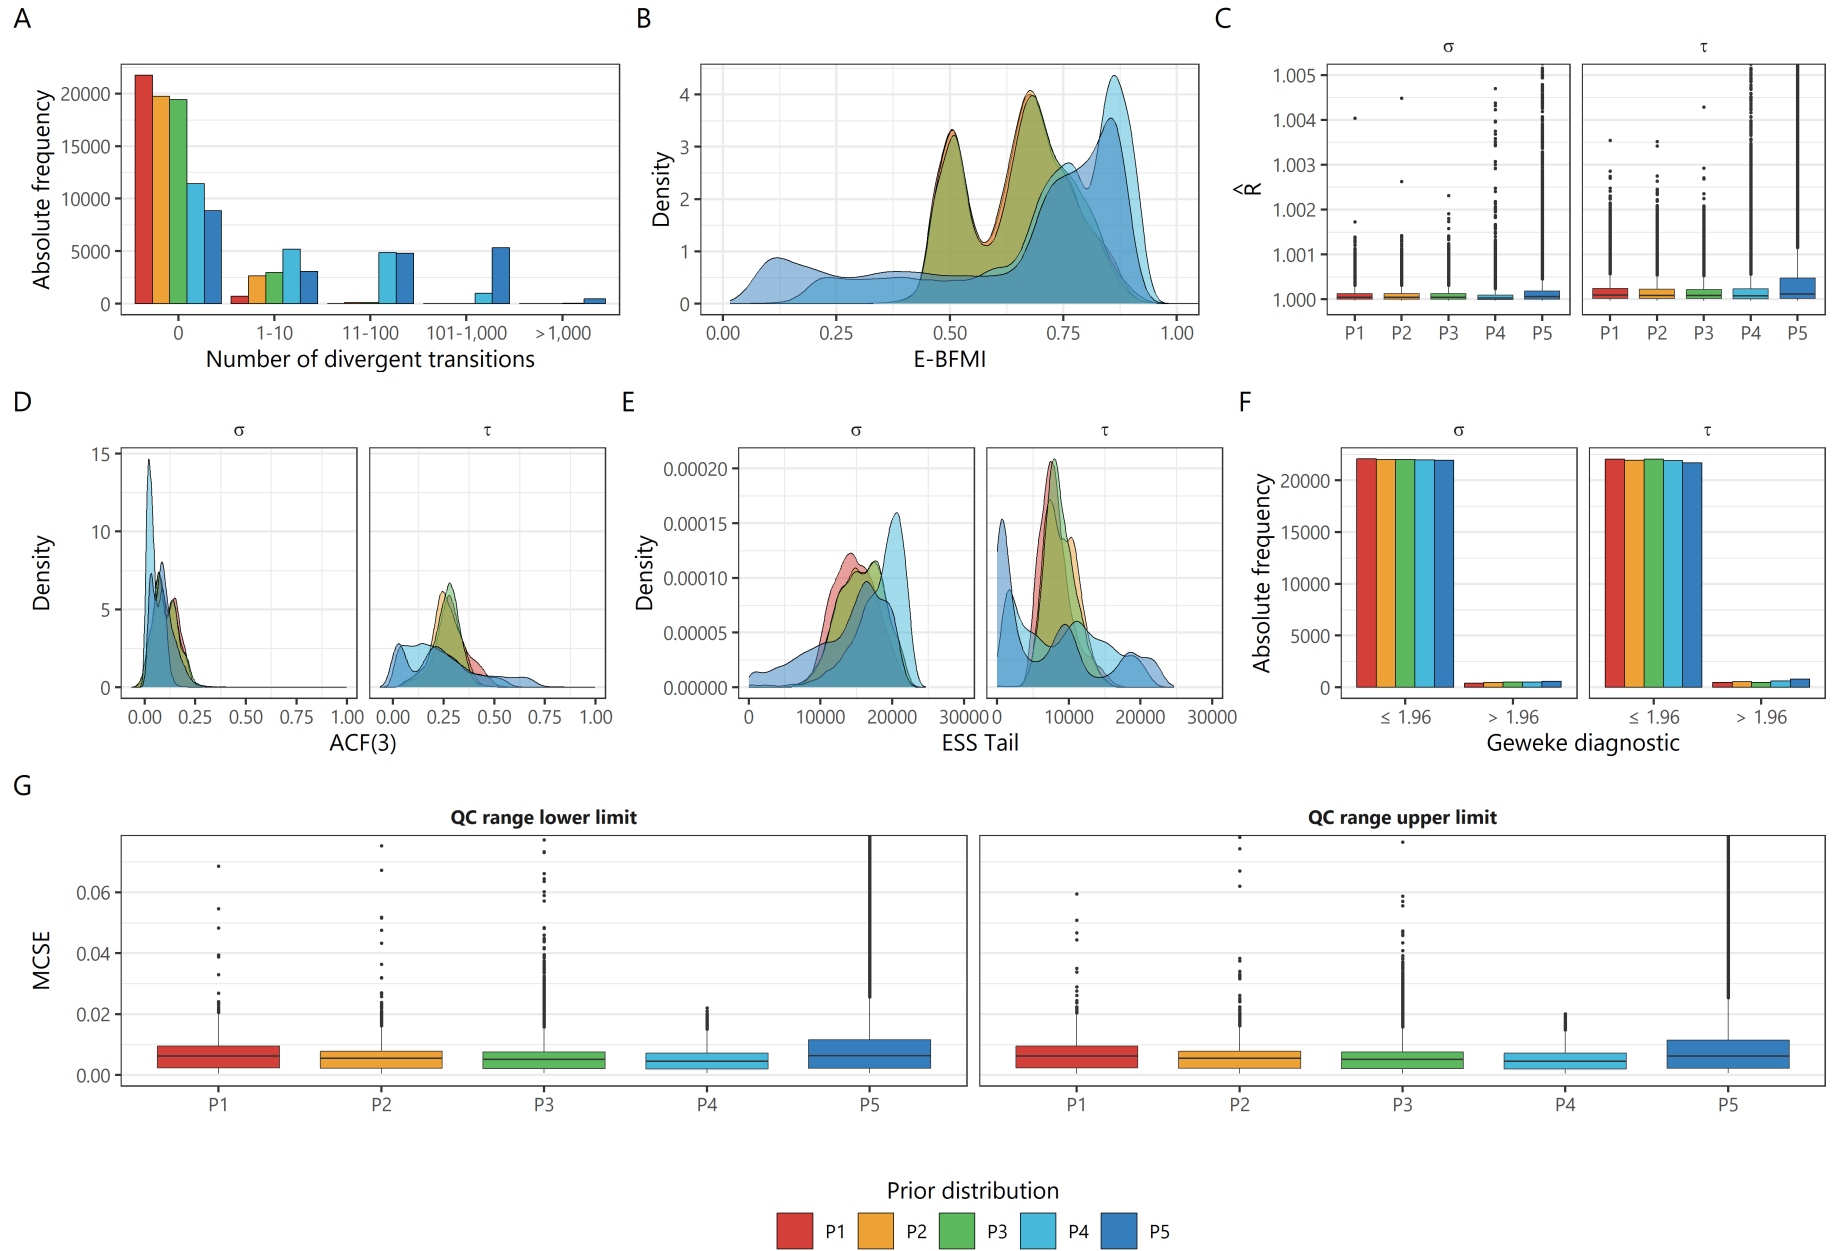 A
Absolute frequency
20000
15000
10000
5000
0
0 1-10 11-100 101-1,000 >1,000
Number of divergent transitions
B
Density
4
3
2
1
0
0.00 0.25 0.50 0.75 1.00
E-BFMI
C
σ τ
R̂
1.005
1.004
1.003
1.002
1.001
1.000
P1 P2 P3 P4 P5 P1 P2 P3 P4 P5
D
σ τ
Density
15
10
5
0
0.00 0.25 0.50 0.75 1.00 0.00 0.25 0.50 0.75 1.00
ACF(3)
E
σ τ
Density
0.00020
0.00015
0.00010
0.00005
0.00000
0 10000 20000 30000 0 10000 20000 30000
ESS Tail
F
σ τ
Absolute frequency
20000
15000
10000
5000
0
≤ 1.96 > 1.96 ≤ 1.96 > 1.96
Geweke diagnostic
G
QC range lower limit QC range upper limit
MCSE
0.06
0.04
0.02
0.00
P1 P2 P3 P4 P5 P1 P2 P3 P4 P5
Prior distribution
P1 P2 P3 P4 P5